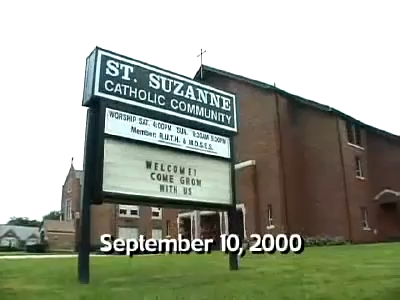 ST. SUZANNE
CATHOLIC COMMUNITY
WORSHIP SAT. 4:00PM SUN. 9:30AM 6:00PM
Member: R.U.T.H. & M.O.S.E.S.
WELCOME!
COME GROW
WITH US
September 10, 2000